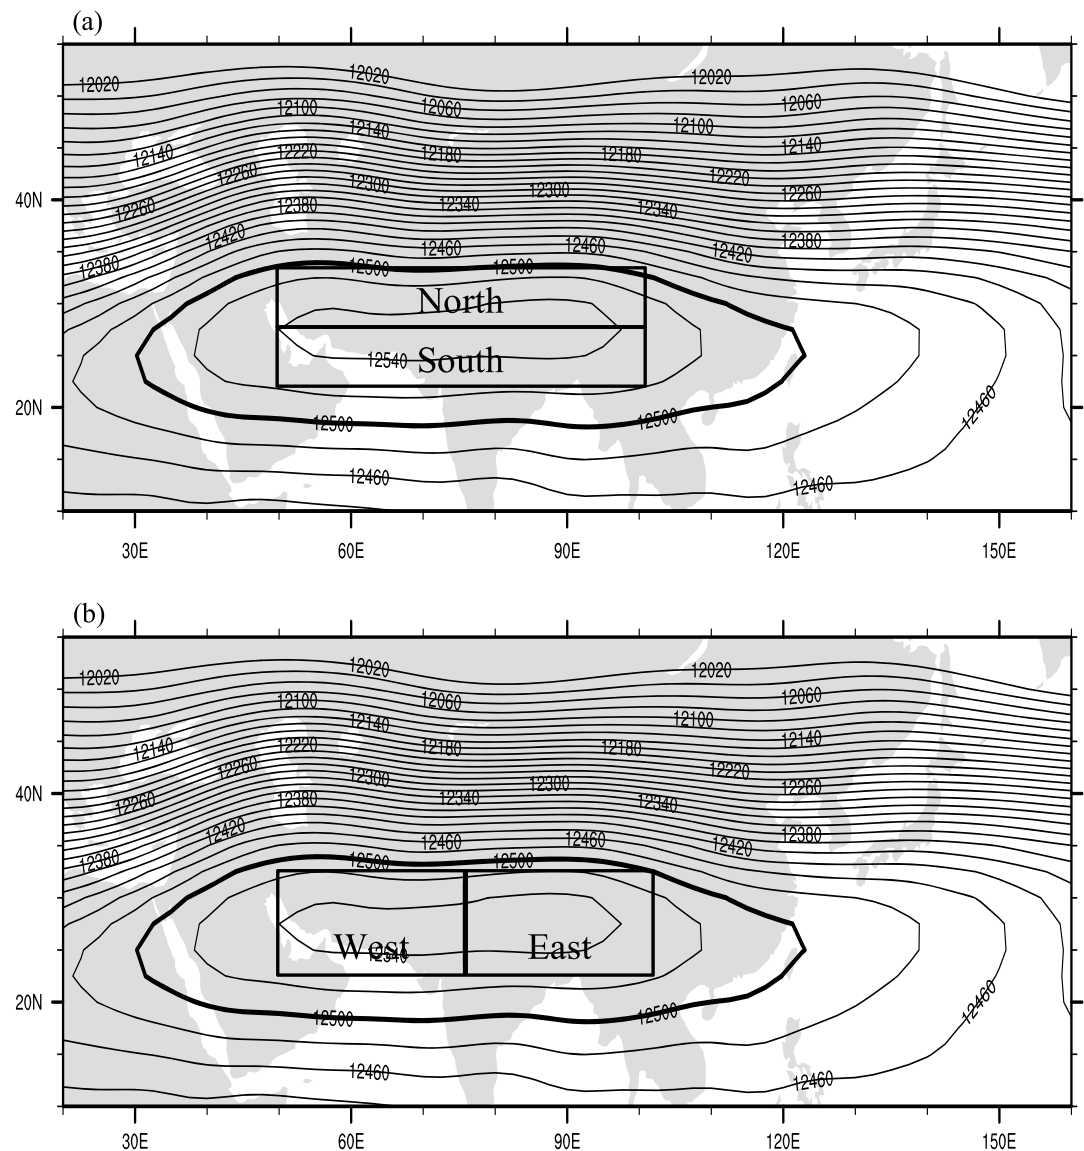 (a)
12020 12020 12020
12100 12060 12060
12140 12100
12140 12220 12180 12180 12140
12260 12300 12300 12220
12260 12380 12340 12340 12260
40N
12420 12460 12460 12420 12380
12380 12500 12500
North
12540 South
20N
12500 12500 12460
12460 12460
30E 60E 90E 120E 150E
(b)
12020 12020 12020
12100 12060 12060
12140 12100
12140 12220 12180 12180 12140
12260 12300 12300 12220
12260 12380 12340 12340 12260
40N
12420 12460 12460 12420 12380
12380 12500 12500
West East
12540
20N
12500 12500 12460
12460 12460
30E 60E 90E 120E 150E